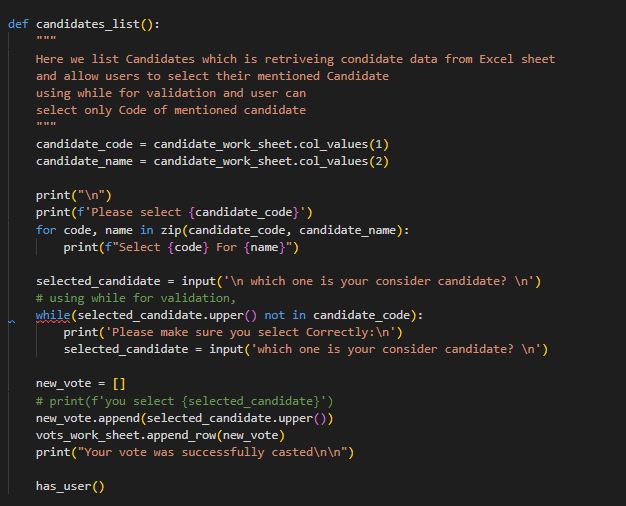 def candidates_list():
"""
Here we list Candidates which is retriveing condidate data from Excel sheet
and allow users to select their mentioned Candidate
using while for validation and user can
select only Code of mentioned candidate
"""
candidate_code = candidate_work_sheet.col_values(1)
candidate_name = candidate_work_sheet.col_values(2)
print("\n")
print(f'Please select {candidate_code}')
for code, name in zip(candidate_code, candidate_name):
print(f"Select {code} For {name}")
selected_candidate = input('\n which one is your consider candidate? \n')
# using while for validation,
while(selected_candidate.upper() not in candidate_code):
print('Please make sure you select Correctly:\n')
selected_candidate = input('which one is your consider candidate? \n')
new_vote = []
# print(f'you select {selected_candidate}')
new_vote.append(selected_candidate.upper())
vots_work_sheet.append_row(new_vote)
print("Your vote was successfully casted\n\n")
has_user()